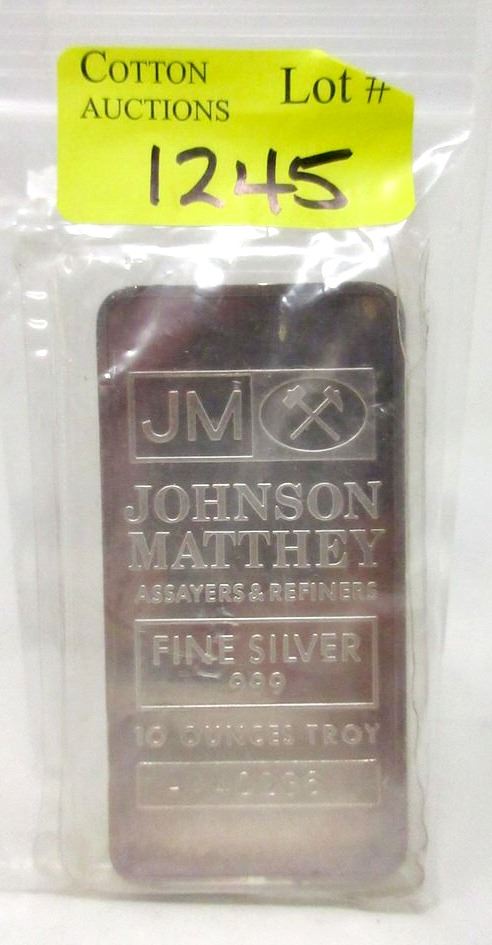 COTTON
AUCTIONS
Lot #
1245
JM
JOHNSON
MATTHEY
ASSAYERS & REFINERS
FINE SILVER
999
10 OUNCES TROY